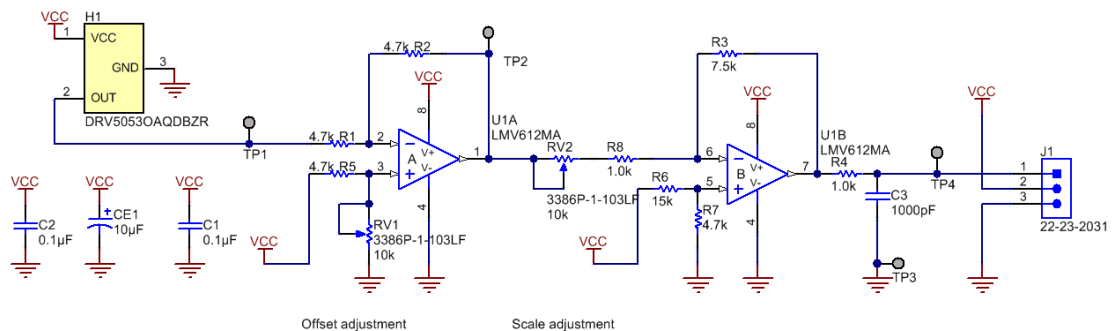 H1
VCC
1
VCC
GND
3
2
OUT
DRV5053OAQDBZR
TP1
4.7k R2
TP2
VCC
8
U1A
LMV612MA
4.7k R1
2
A
V+
V-
1
4.7k R5
3
4
RV1
3386P-1-103LF
10k
VCC
RV2
3386P-1-103LF
10k
R8
1.0k
R3
7.5k
VCC
8
U1B
LMV612MA
6
B
V+
V-
7
R6
15k
5
R7
4.7k
4
VCC
R4
1.0k
C3
1000pF
TP3
TP4
VCC
J1
1
2
3
22-23-2031
VCC
C2
0.1µF
VCC
CE1
10µF
VCC
C1
0.1µF
Offset adjustment
Scale adjustment